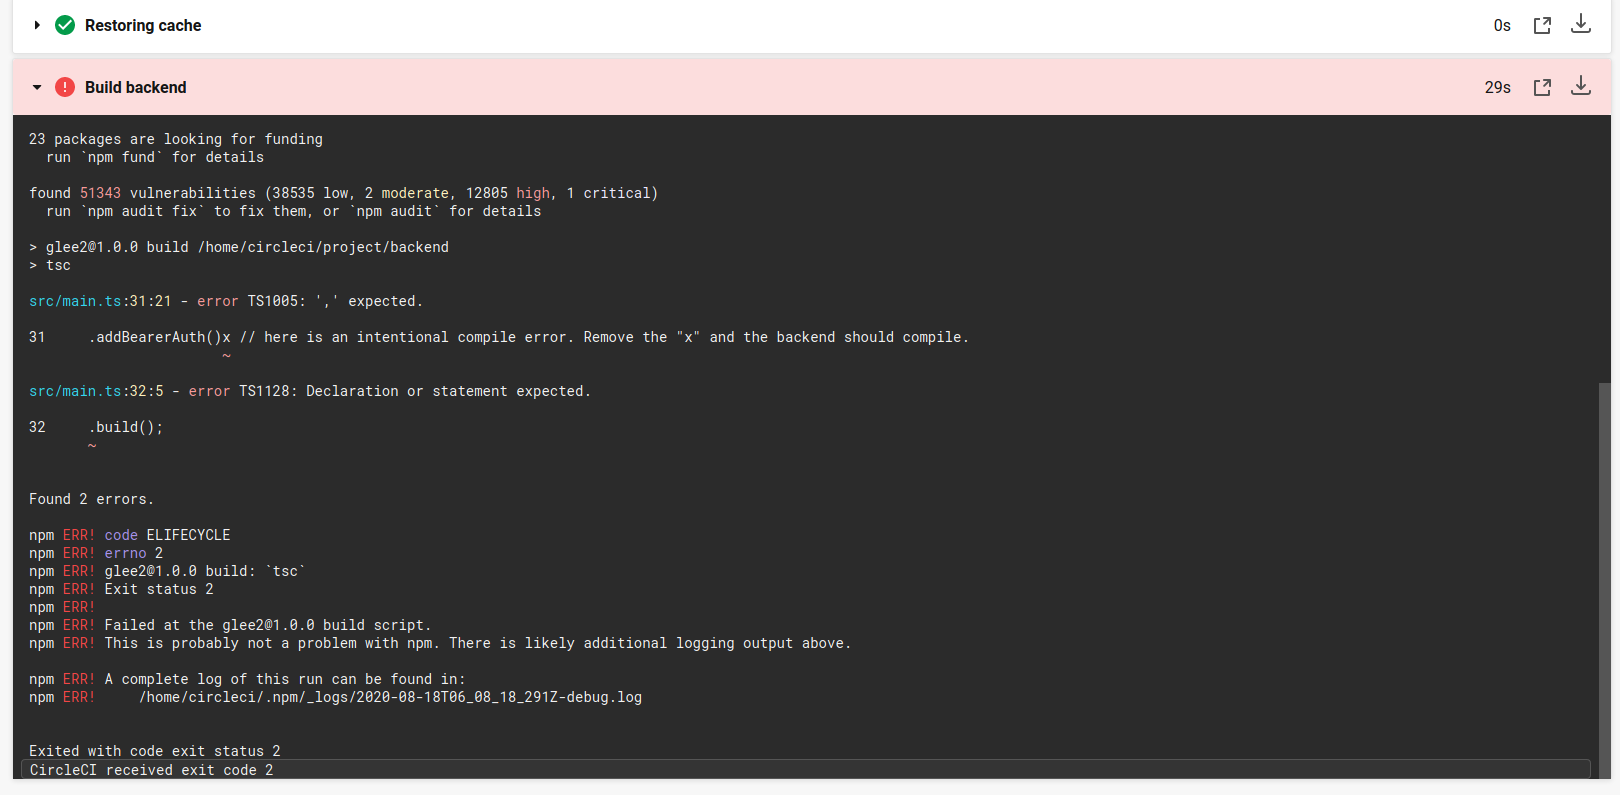 Restoring cache 0s
Build backend 29s
23 packages are looking for funding
  run `npm fund` for details
found 51343 vulnerabilities (38535 low, 2 moderate, 12805 high, 1 critical)
  run `npm audit fix` to fix them, or `npm audit` for details
> glee2@1.0.0 build /home/circleci/project/backend
> tsc
src/main.ts:31:21 - error TS1005: ',' expected.
31     .addBearerAuth()x // here is an intentional compile error. Remove the "x" and the backend should compile.
                       ~
src/main.ts:32:5 - error TS1128: Declaration or statement expected.
32     .build();
       ~
Found 2 errors.
npm ERR! code ELIFECYCLE
npm ERR! errno 2
npm ERR! glee2@1.0.0 build: `tsc`
npm ERR! Exit status 2
npm ERR!
npm ERR! Failed at the glee2@1.0.0 build script.
npm ERR! This is probably not a problem with npm. There is likely additional logging output above.
npm ERR! A complete log of this run can be found in:
npm ERR!     /home/circleci/.npm/_logs/2020-08-18T06_08_18_291Z-debug.log
Exited with code exit status 2
CircleCI received exit code 2